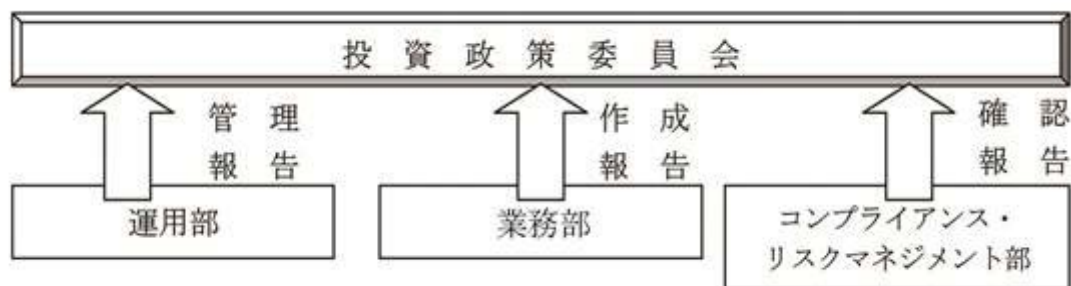 投資政策委員会
管理
報告
作成
報告
確認
報告
運用部
業務部
コンプライアンス・
リスクマネジメント部